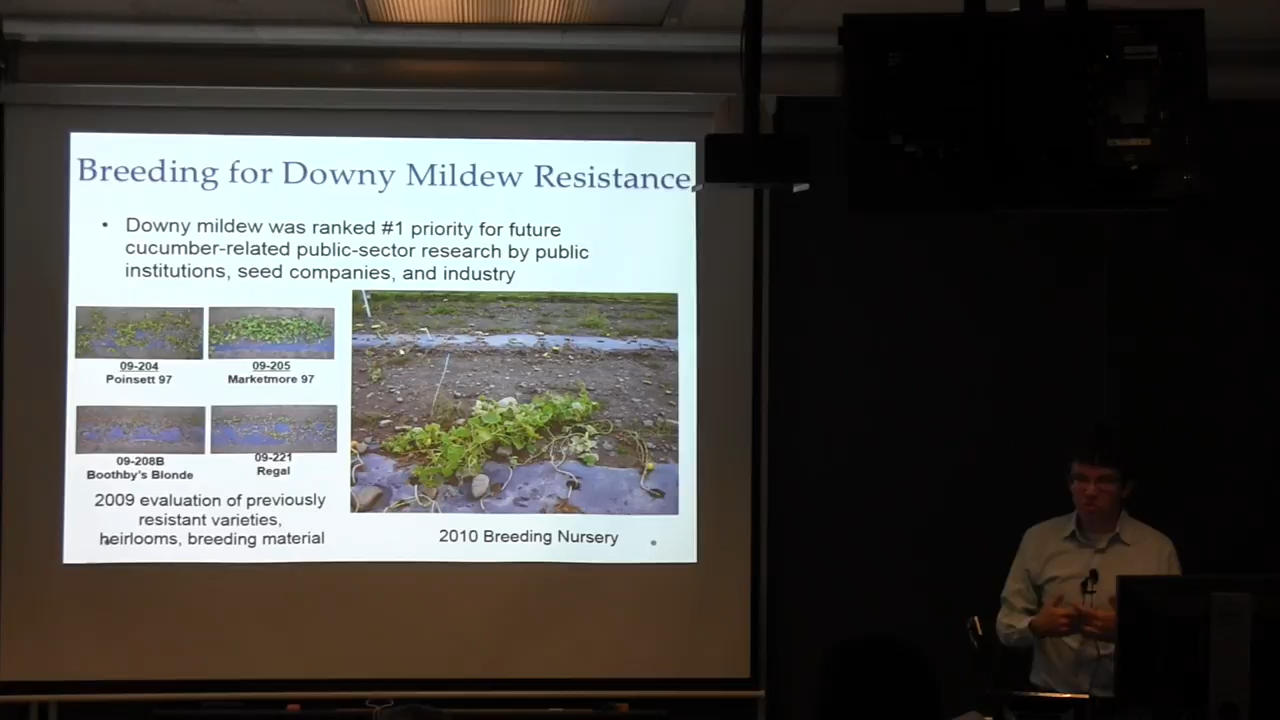 Breeding for Downy Mildew Resistance
• Downy mildew was ranked #1 priority for future
cucumber-related public-sector research by public
institutions, seed companies, and industry
09-204
Poinsett 97
09-205
Marketmore 97
09-208B
Boothby's Blonde
09-221
Regal
2009 evaluation of previously
resistant varieties,
heirlooms, breeding material
2010 Breeding Nursery